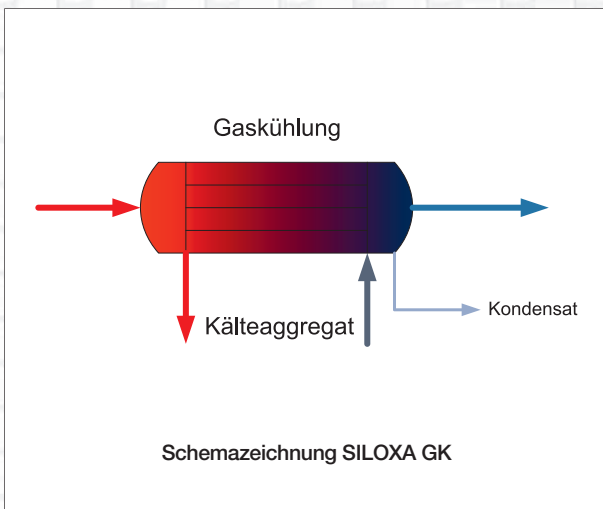 Gaskühlung
Kälteaggregat
Kondensat
Schemazeichnung SILOXA GK